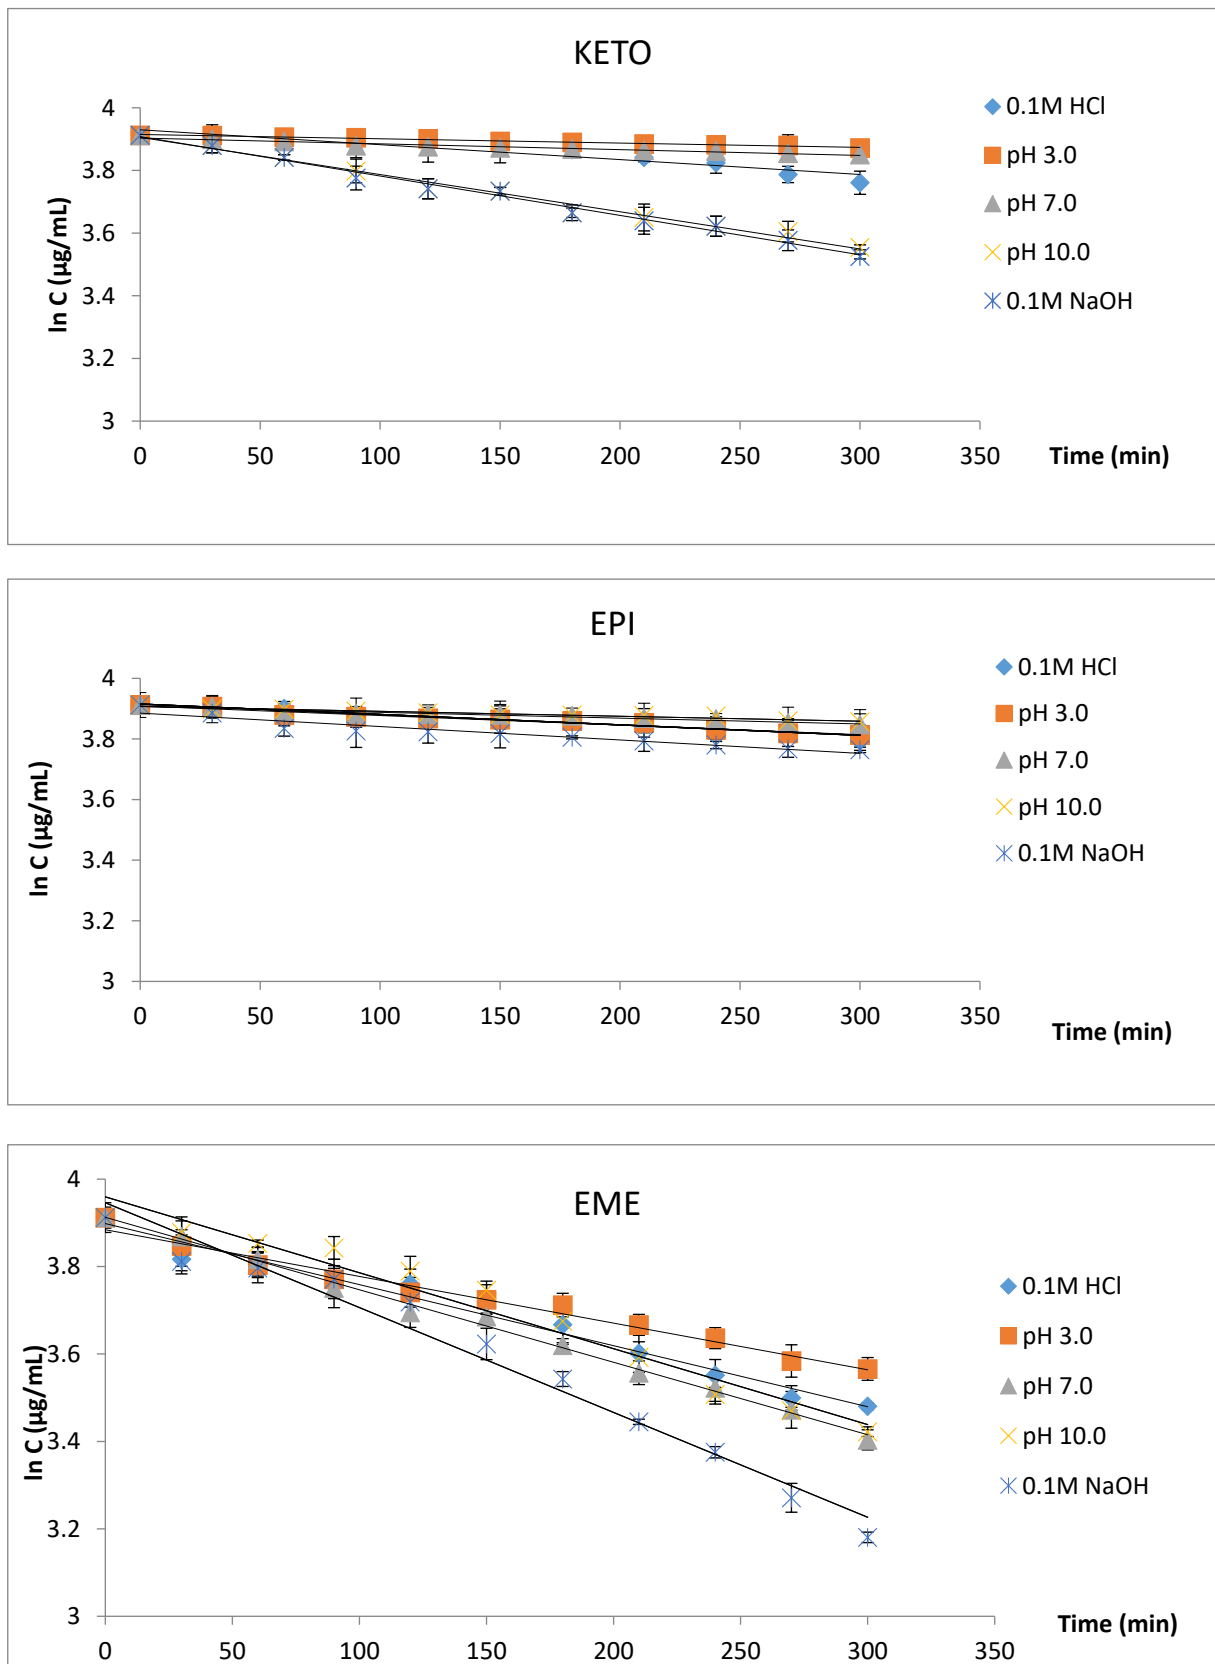 KETO
4
3.8
3.6
3.4
3.2
3
ln C (µg/mL)
0 50 100 150 200 250 300 350
Time (min)
0.1M HCl
pH 3.0
pH 7.0
pH 10.0
0.1M NaOH
EPI
4
3.8
3.6
3.4
3.2
3
ln C (µg/mL)
0 50 100 150 200 250 300 350
Time (min)
0.1M HCl
pH 3.0
pH 7.0
pH 10.0
0.1M NaOH
EME
4
3.8
3.6
3.4
3.2
3
ln C (µg/mL)
0 50 100 150 200 250 300 350
Time (min)
0.1M HCl
pH 3.0
pH 7.0
pH 10.0
0.1M NaOH